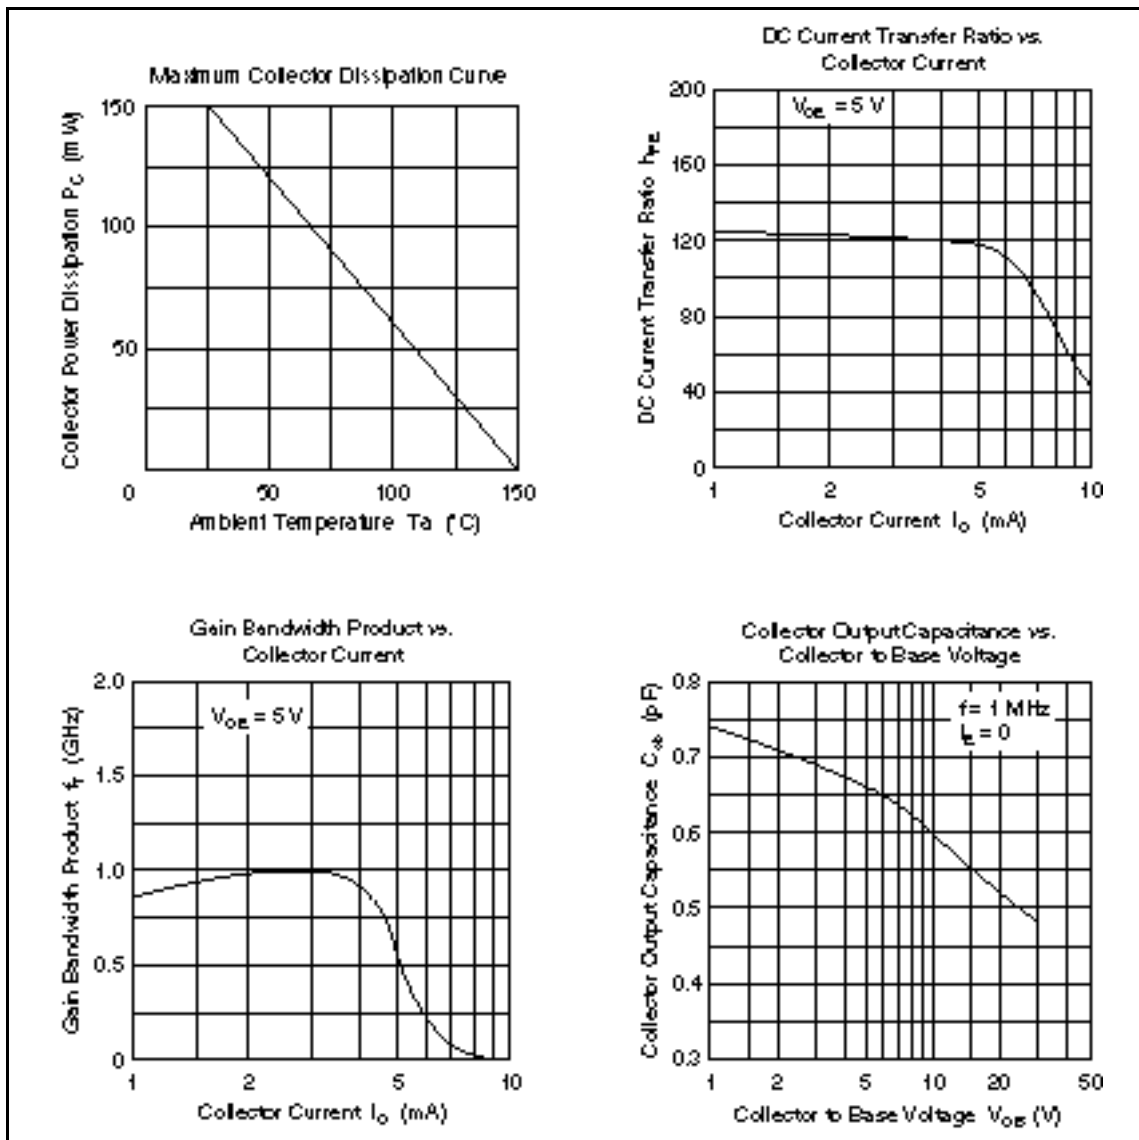 Maximum Collector Dissipation Curve
Collector Power Dissipation P_C (mW)
150
100
50
0
50
100
150
Ambient Temperature Ta (°C)
DC Current Transfer Ratio vs.
Collector Current
V_CE = 5 V
DC Current Transfer Ratio h_FE
200
160
120
80
40
0
1
2
5
10
Collector Current I_C (mA)
Gain Bandwidth Product vs.
Collector Current
V_CE = 5 V
Gain Bandwidth Product f_T (GHz)
2.0
1.5
1.0
0.5
0
1
2
5
10
Collector Current I_C (mA)
Collector Output Capacitance vs.
Collector to Base Voltage
f = 1 MHz
I_E = 0
Collector Output Capacitance C_ob (pF)
0.8
0.7
0.6
0.5
0.4
0.3
1
2
5
10
20
50
Collector to Base Voltage V_CB (V)